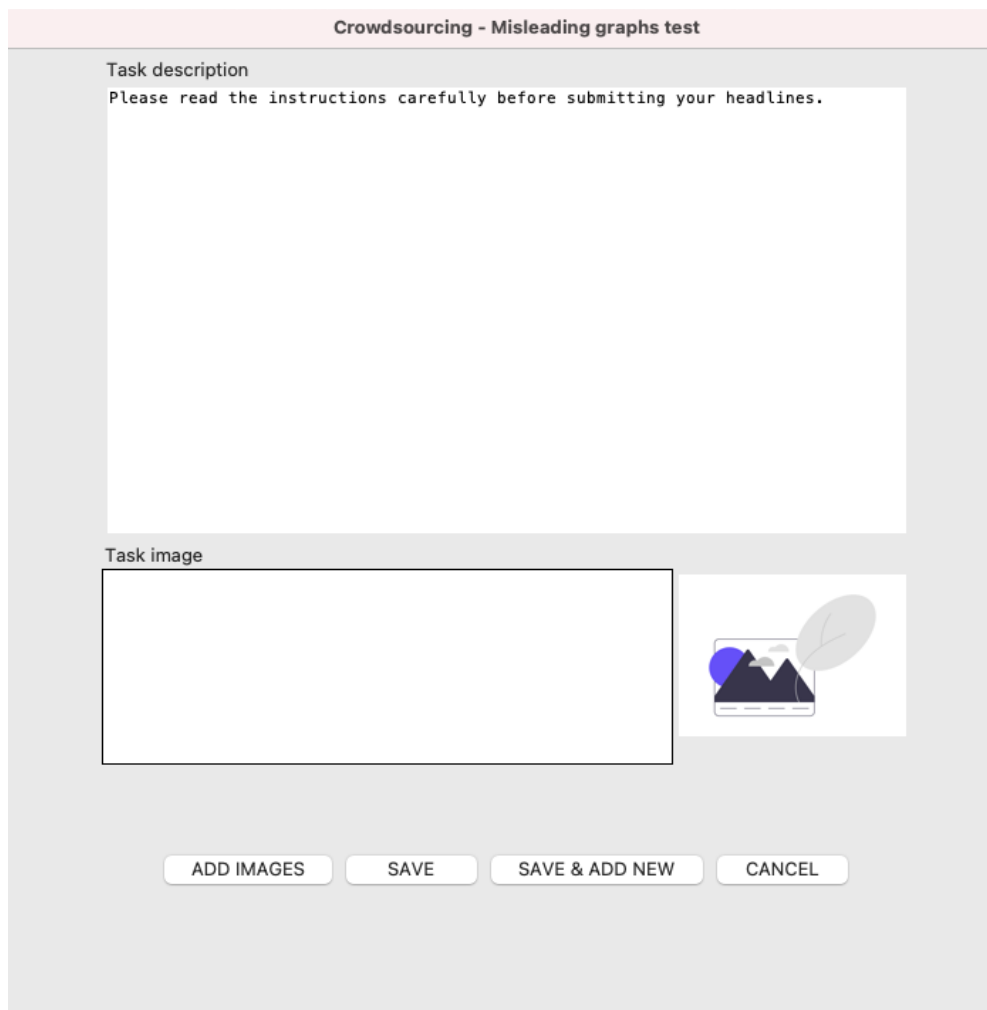 Crowdsourcing - Misleading graphs test
Task description
Please read the instructions carefully before submitting your headlines.
Task image
ADD IMAGES
SAVE
SAVE & ADD NEW
CANCEL